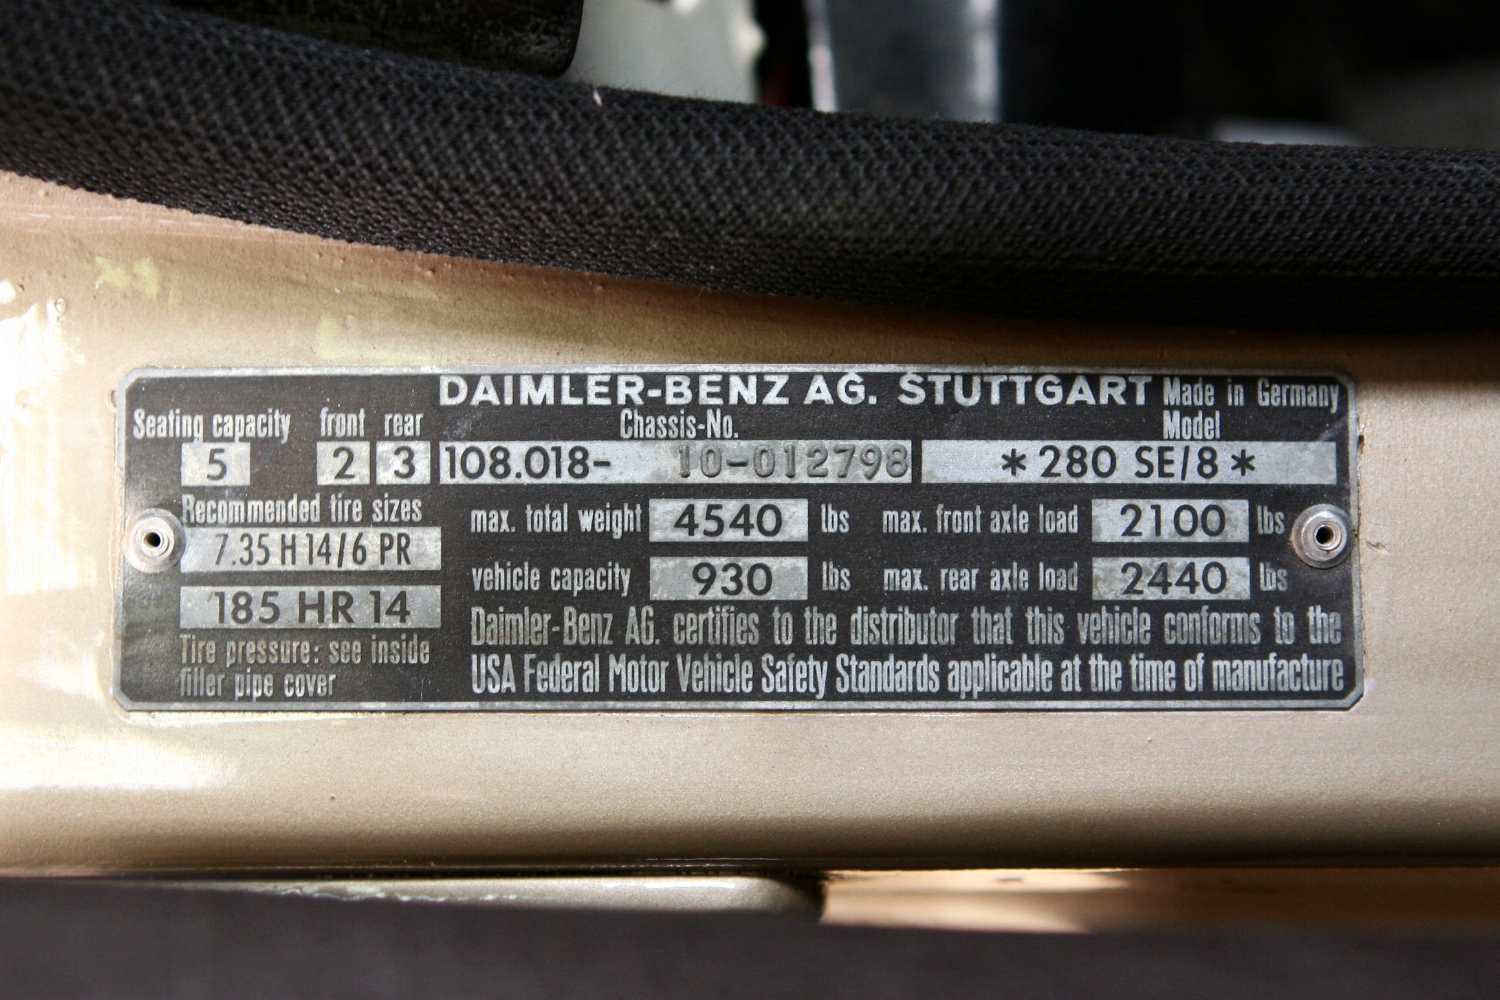 DAIMLER-BENZ AG. STUTTGART Made in Germany
Seating capacity front rear Chassis-No. Model
5 2 3 108.018- 10-012798 *280 SE/8*
Recommended tire sizes
7.35 H 14/6 PR
185 HR 14
Tire pressure: see inside
filler pipe cover
max. total weight 4540 lbs max. front axle load 2100 lbs
vehicle capacity 930 lbs max. rear axle load 2440 lbs
Daimler-Benz AG. certifies to the distributor that this vehicle conforms to the
USA Federal Motor Vehicle Safety Standards applicable at the time of manufacture